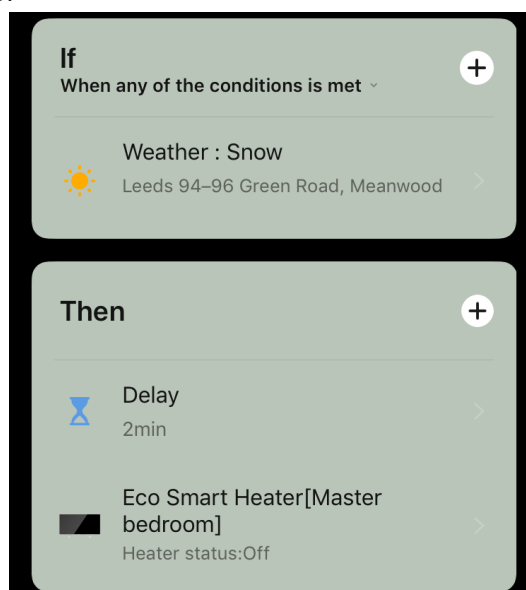 If
When any of the conditions is met
Weather : Snow
Leeds 94–96 Green Road, Meanwood
Then
Delay
2min
Eco Smart Heater[Master
bedroom]
Heater status:Off